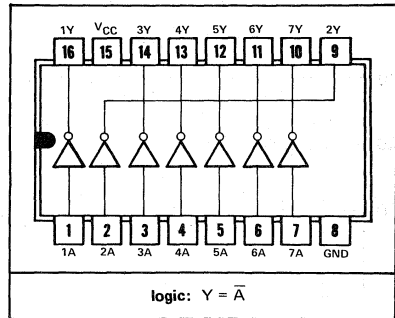 1Y VCC 3Y 4Y 5Y 6Y 7Y 2Y
16 15 14 13 12 11 10 9
1 2 3 4 5 6 7 8
1A 2A 3A 4A 5A 6A 7A GND
logic: Y = A̅